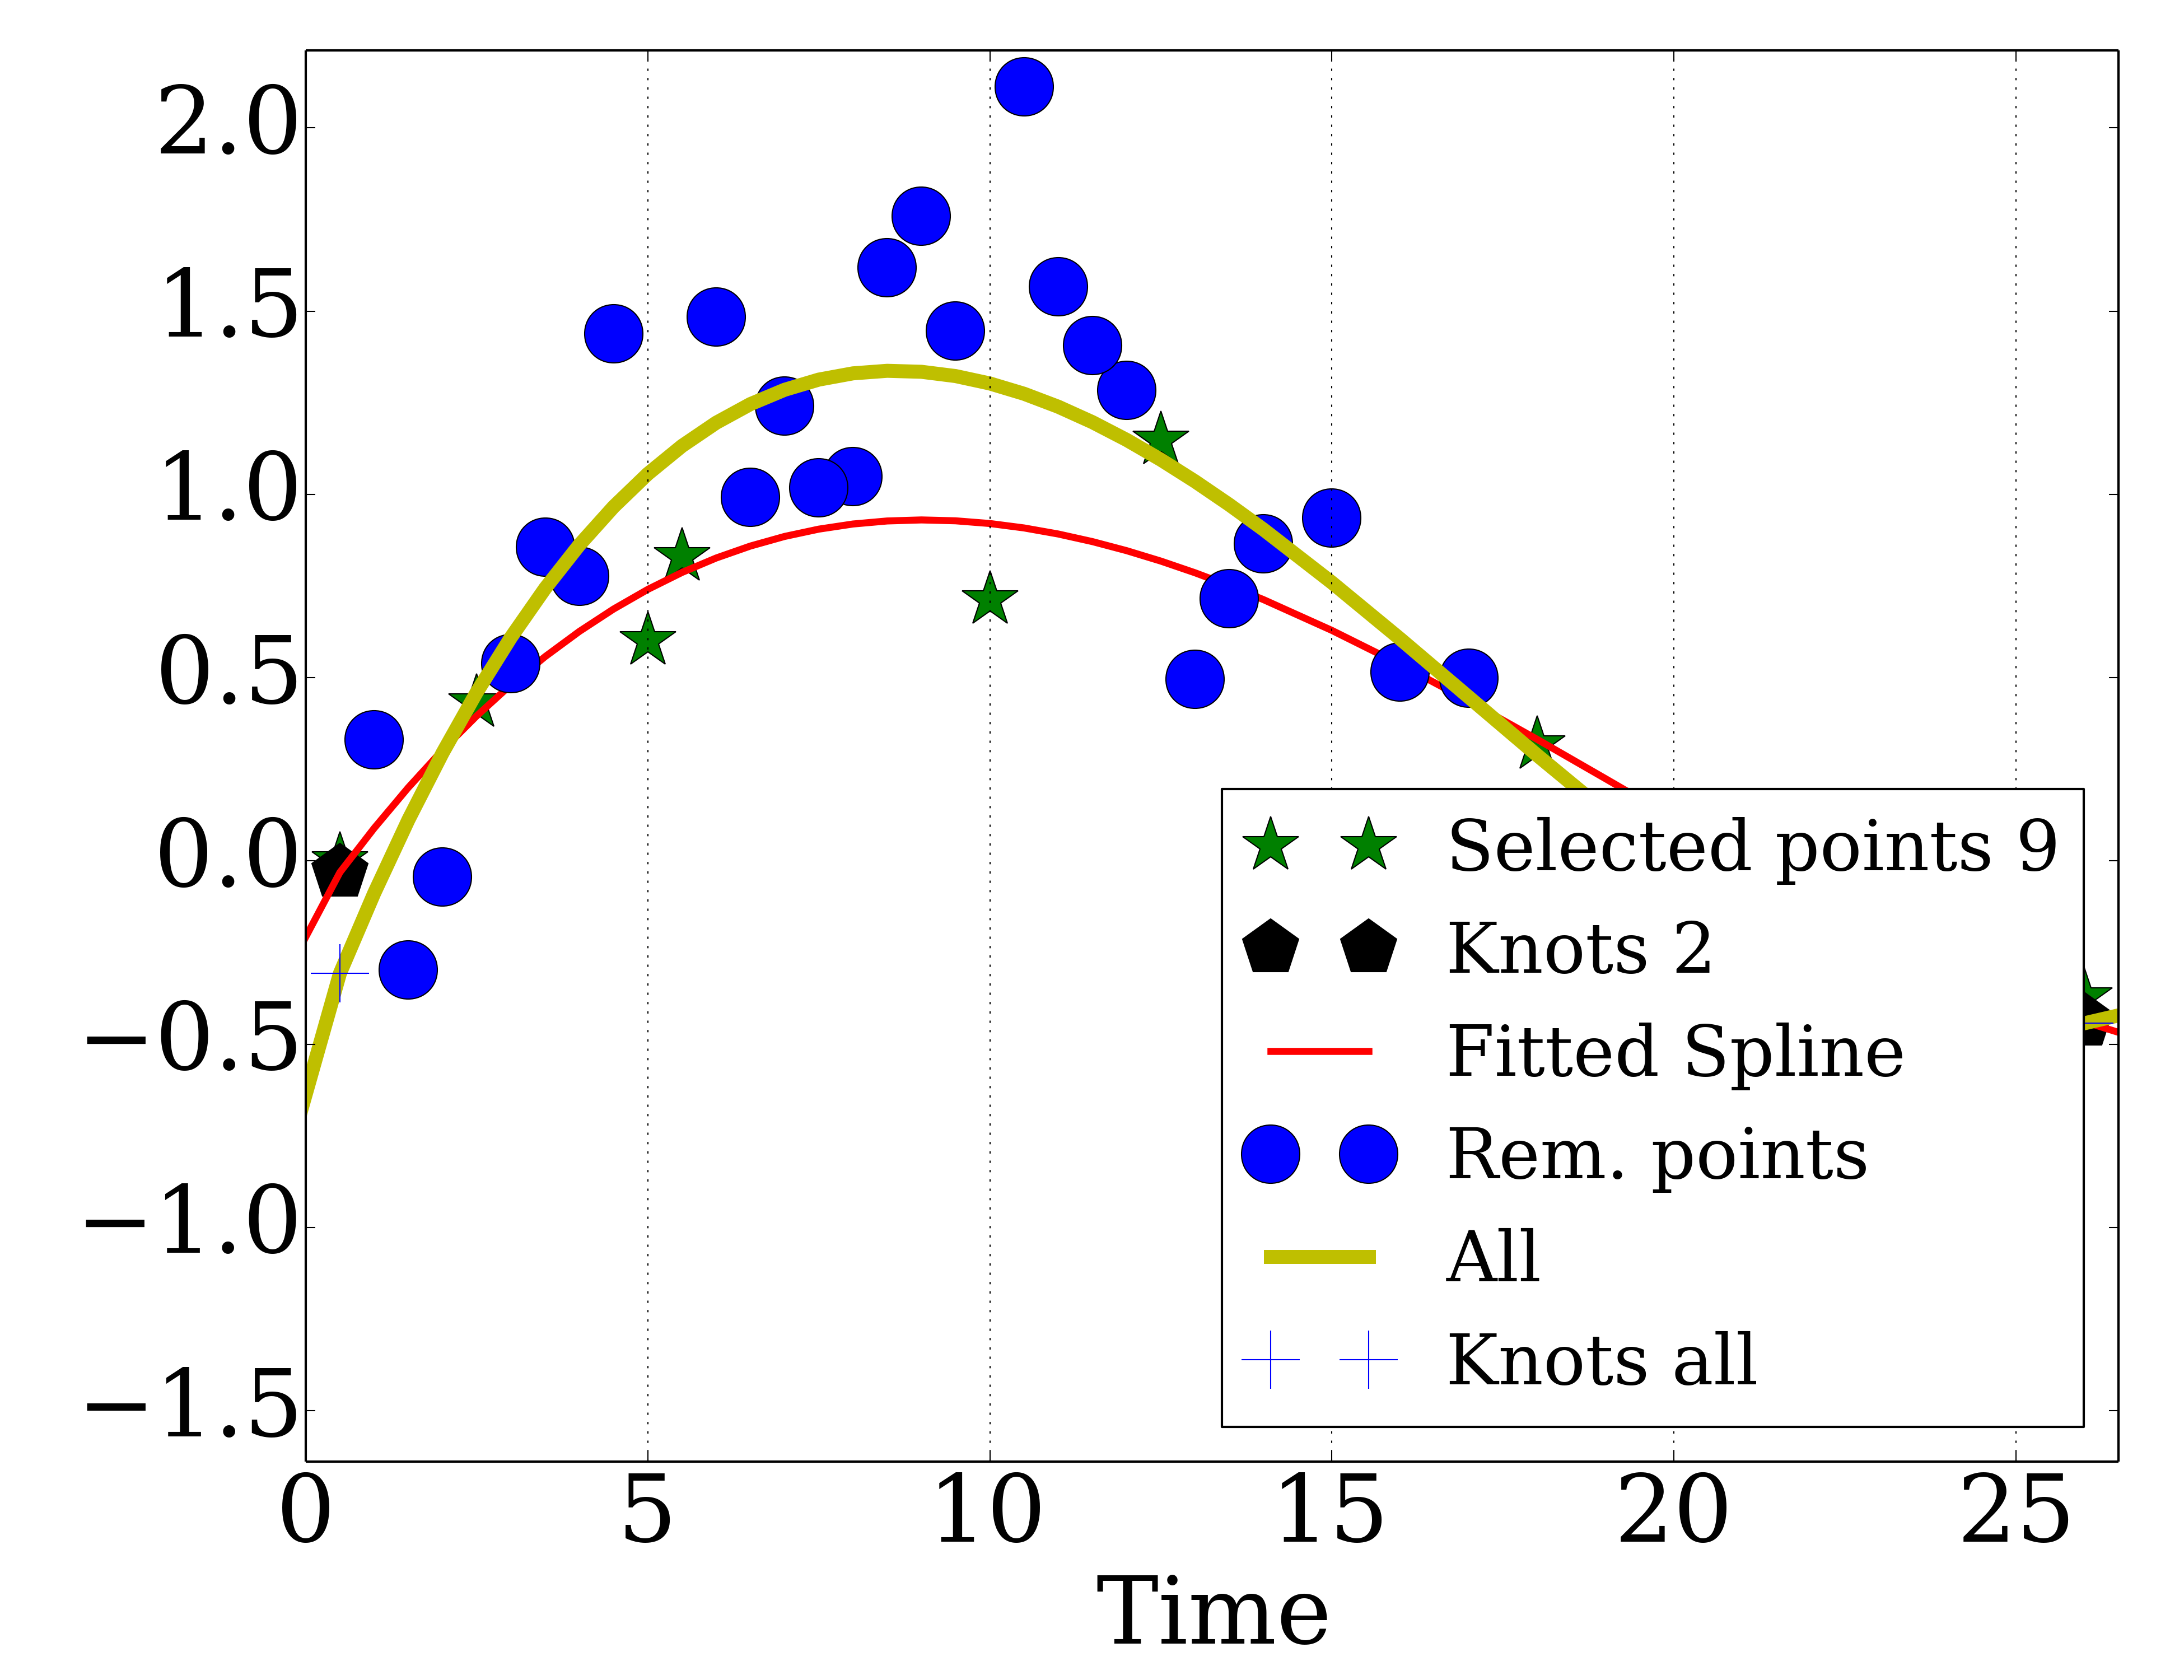 2.0
1.5
1.0
0.5
0.0
−0.5
−1.0
−1.5
Selected points 9
Knots 2
Fitted Spline
Rem. points
All
Knots all
0 5 10 15 20 25
Time